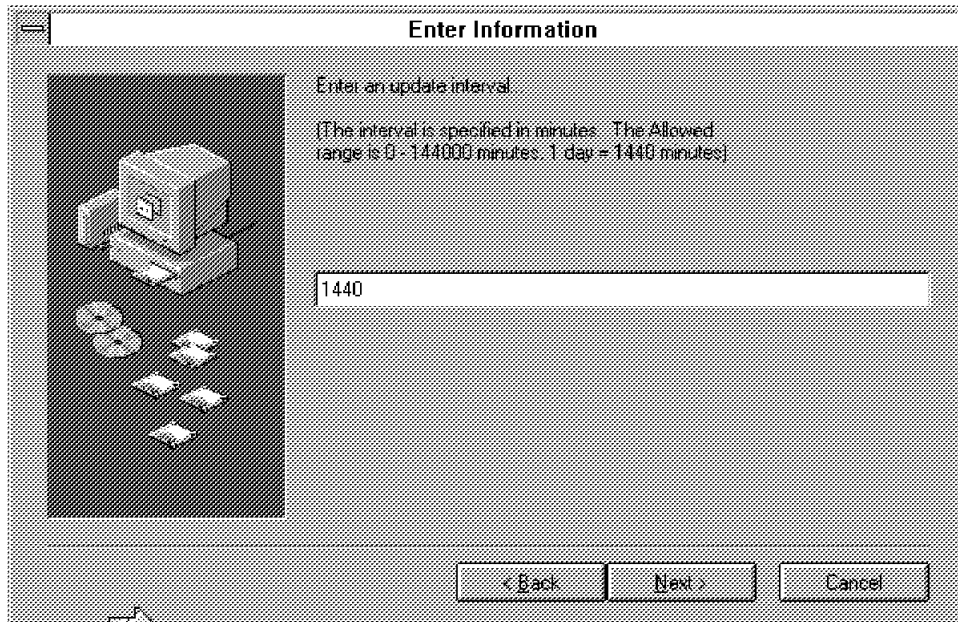 Enter Information
Enter an update interval.
(The interval is specified in minutes. The Allowed
range is 0 - 144000 minutes. 1 day = 1440 minutes)
1440
< Back
Next >
Cancel